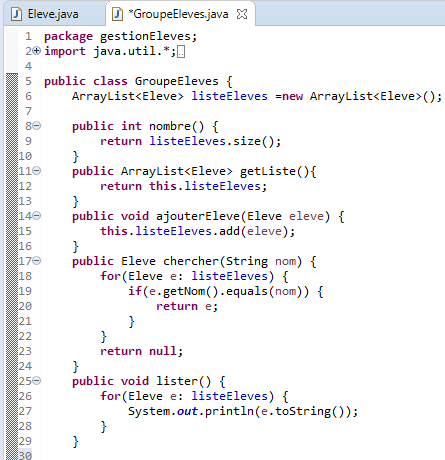 Eleve.java *GroupeEleves.java
1 package gestionEleves;
2 import java.util.*;
4
5 public class GroupeEleves {
6 ArrayList<Eleve> listeEleves =new ArrayList<Eleve>();
7
8 public int nombre() {
9 return listeEleves.size();
10 }
11 public ArrayList<Eleve> getListe(){
12 return this.listeEleves;
13 }
14 public void ajouterEleve(Eleve eleve) {
15 this.listeEleves.add(eleve);
16 }
17 public Eleve chercher(String nom) {
18 for(Eleve e: listeEleves) {
19 if(e.getNom().equals(nom)) {
20 return e;
21 }
22 }
23 return null;
24 }
25 public void lister() {
26 for(Eleve e: listeEleves) {
27 System.out.println(e.toString());
28 }
29 }
30